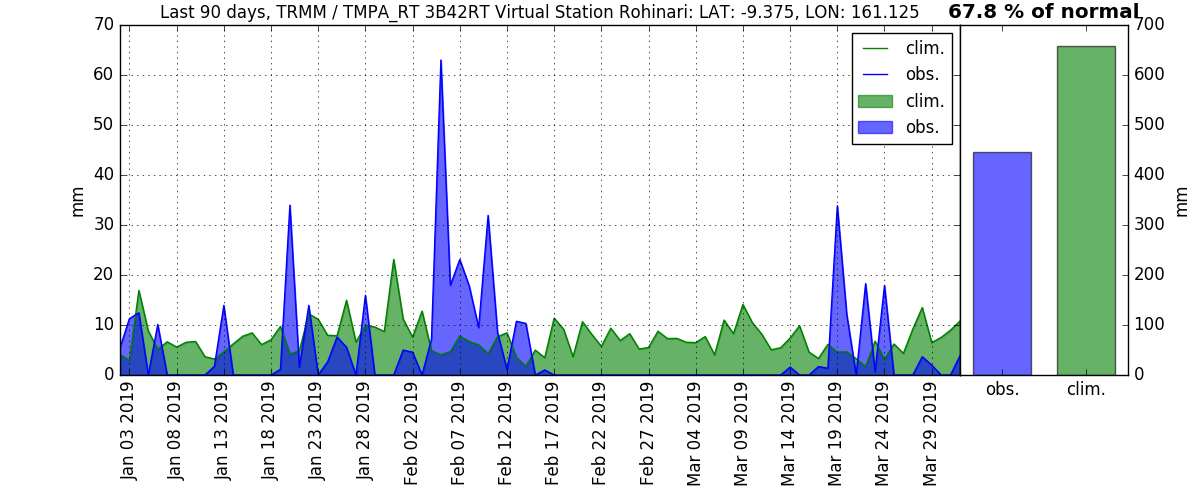 Last 90 days, TRMM / TMPA_RT 3B42RT Virtual Station Rohinari: LAT: -9.375, LON: 161.125
67.8 % of normal
70
60
50
40
30
20
10
0
mm
clim.
obs.
clim.
obs.
700
600
500
400
300
200
100
0
mm
obs.
clim.
Jan 03 2019
Jan 08 2019
Jan 13 2019
Jan 18 2019
Jan 23 2019
Jan 28 2019
Feb 02 2019
Feb 07 2019
Feb 12 2019
Feb 17 2019
Feb 22 2019
Feb 27 2019
Mar 04 2019
Mar 09 2019
Mar 14 2019
Mar 19 2019
Mar 24 2019
Mar 29 2019